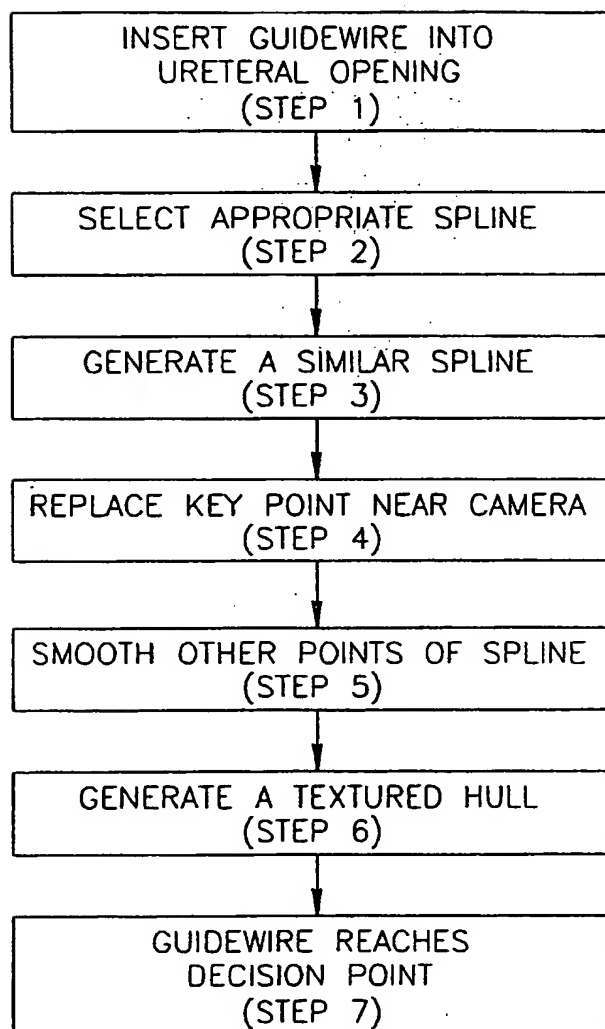 INSERT GUIDEWIRE INTO
URETERAL OPENING
(STEP 1)
SELECT APPROPRIATE SPLINE
(STEP 2)
GENERATE A SIMILAR SPLINE
(STEP 3)
REPLACE KEY POINT NEAR CAMERA
(STEP 4)
SMOOTH OTHER POINTS OF SPLINE
(STEP 5)
GENERATE A TEXTURED HULL
(STEP 6)
GUIDEWIRE REACHES
DECISION POINT
(STEP 7)